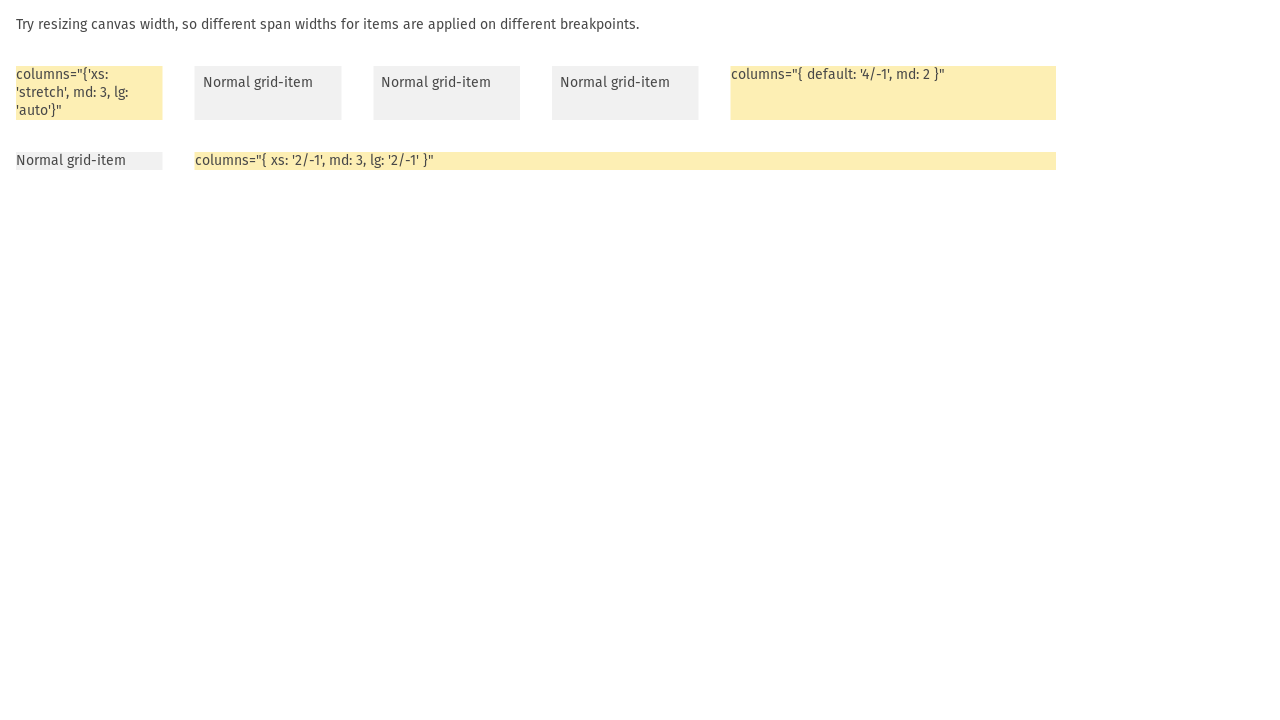 Try resizing canvas width, so different span widths for items are applied on different breakpoints.
columns="{'xs:
'stretch', md: 3, lg:
'auto'}"
Normal grid-item
Normal grid-item
Normal grid-item
columns="{ default: '4/-1', md: 2 }"
Normal grid-item
columns="{ xs: '2/-1', md: 3, lg: '2/-1' }"